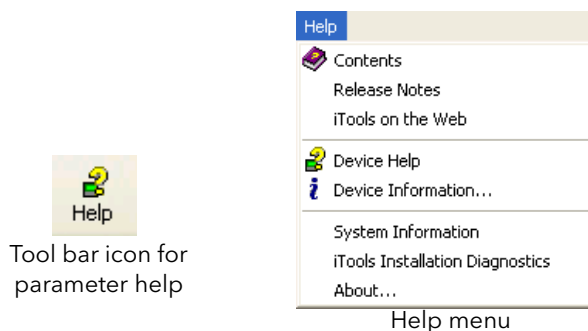 Help
Contents
Release Notes
iTools on the Web
Device Help
Device Information...
System Information
iTools Installation Diagnostics
About...
Help menu
Help
Tool bar icon for
parameter help